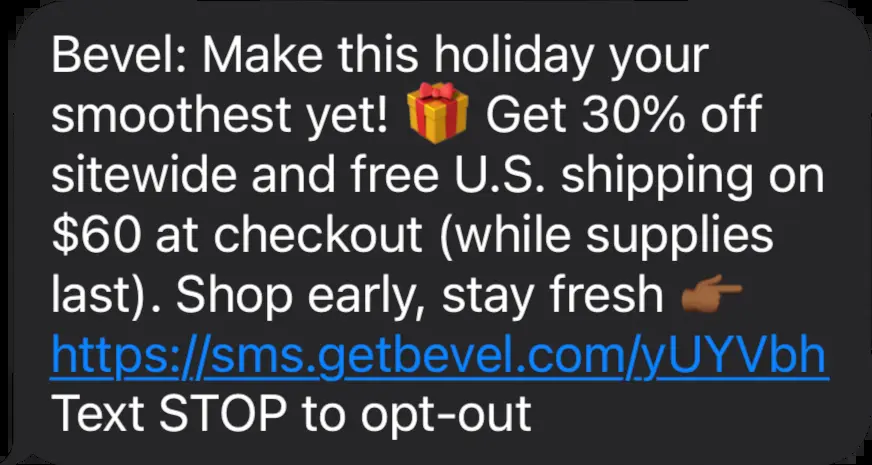 Bevel: Make this holiday your
smoothest yet! 🎁 Get 30% off
sitewide and free U.S. shipping on
$60 at checkout (while supplies
last). Shop early, stay fresh 👉🏾
https://sms.getbevel.com/yUYVbh
Text STOP to opt-out